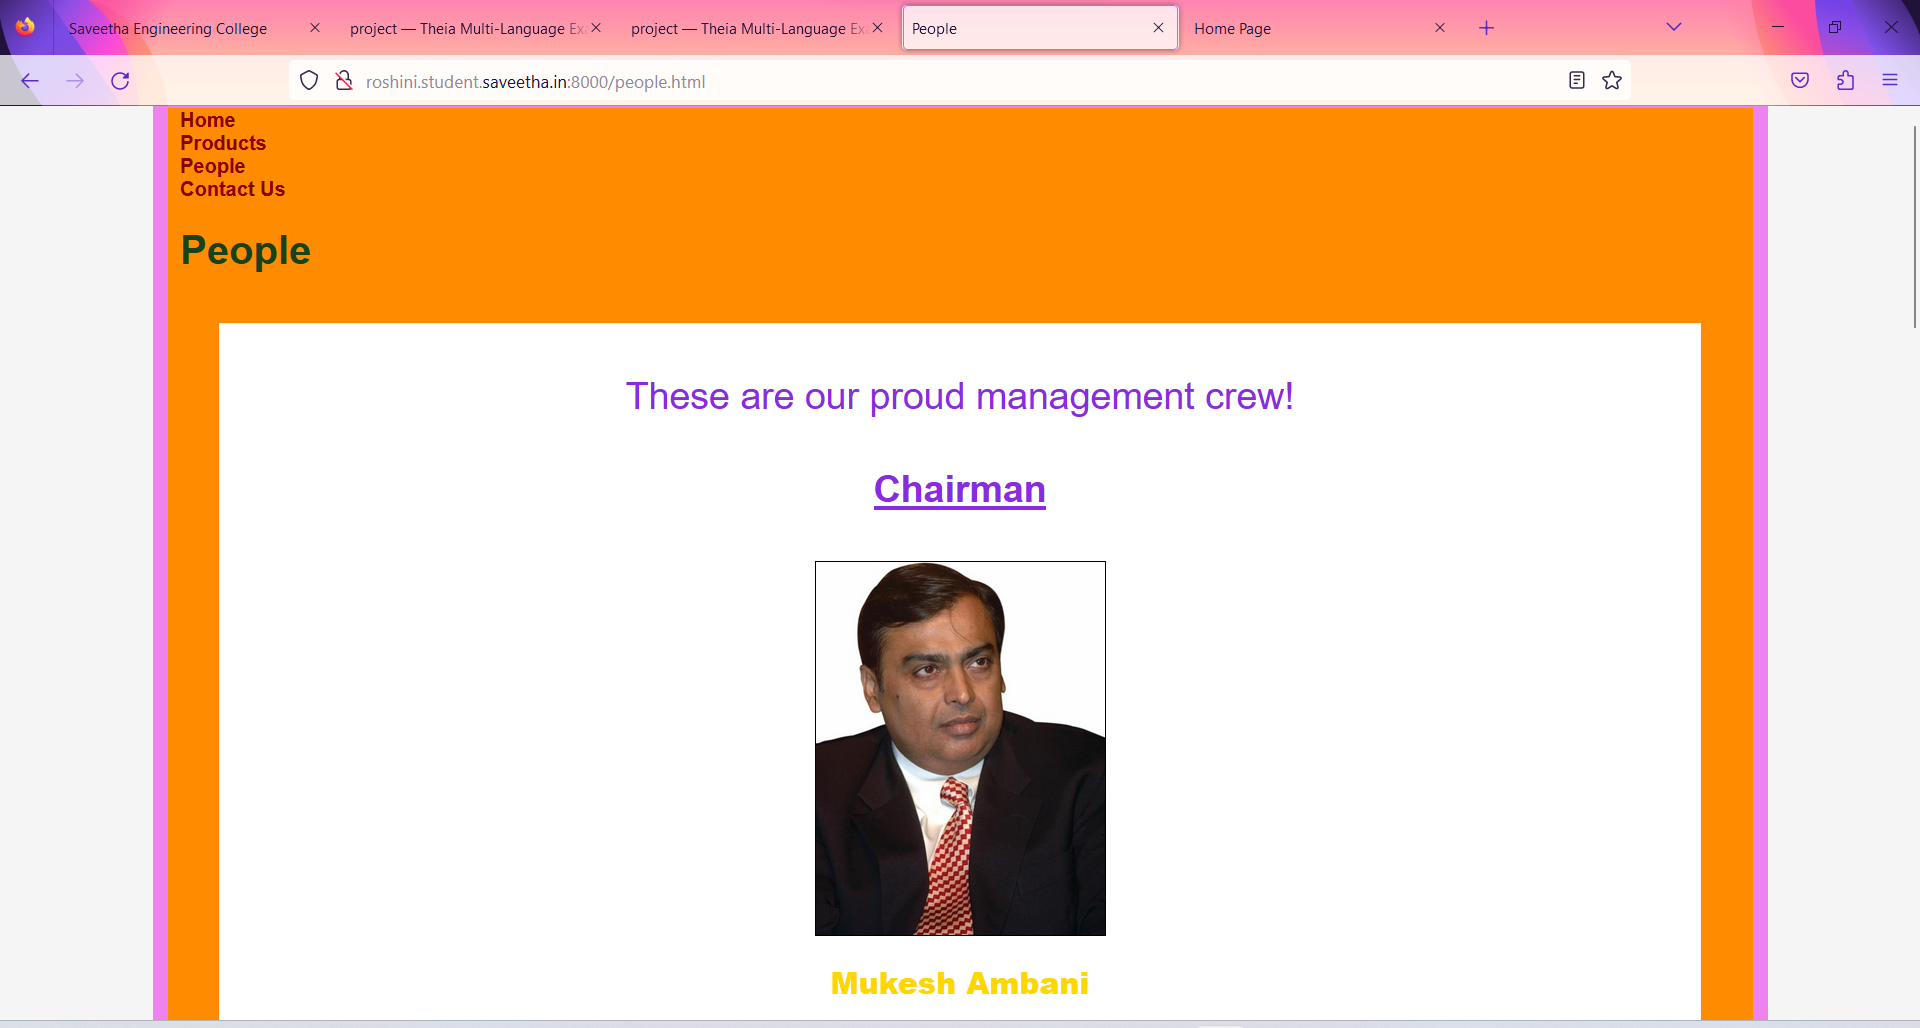 Saveetha Engineering College
project — Theia Multi-Language Ex
project — Theia Multi-Language Ex
People
Home Page
roshini.student.saveetha.in:8000/people.html
Home
Products
People
Contact Us
People
These are our proud management crew!
Chairman
Mukesh Ambani